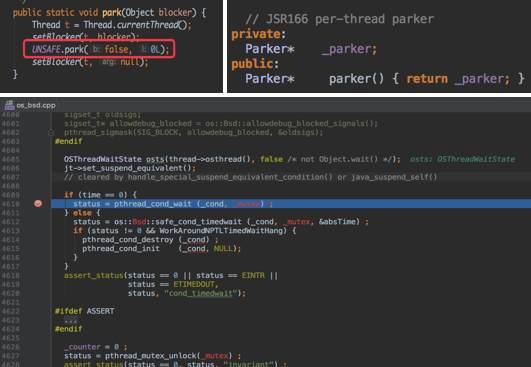 public static void park(Object blocker) {
Thread t = Thread.currentThread();
setBlocker(t, blocker);
UNSAFE.park( b: false, l: 0L);
setBlocker(t, arg: null);
}
// JSR166 per-thread parker
private:
Parker* _parker;
public:
Parker* parker() { return _parker; }
os_bsd.cpp
4600 sigset_t oldsigs;
4601 sigset_t* allowdebug_blocked = os::Bsd::allowdebug_blocked_signals();
4602 pthread_sigmask(SIG_BLOCK, allowdebug_blocked, &oldsigs);
4603 #endif
4604
4605 OSThreadWaitState osts(thread->osthread(), false /* not Object.wait() */); osts: OSThreadWaitState
4606 jt->set_suspend_equivalent();
4607 // cleared by handle_special_suspend_equivalent_condition() or java_suspend_self()
4608
4609 if (time == 0) {
4610 status = pthread_cond_wait (_cond, _mutex) ;
4611 } else {
4612 status = os::Bsd::safe_cond_timedwait (_cond, _mutex, &absTime) ;
4613 if (status != 0 && WorkAroundNPTLTimedWaitHang) {
4614 pthread_cond_destroy (_cond) ;
4615 pthread_cond_init (_cond, NULL);
4616 }
4617 }
4618 assert_status(status == 0 || status == EINTR ||
4619 status == ETIMEDOUT,
4620 status, "cond_timedwait");
4621
4622 #ifdef ASSERT
4623 ...
4624 #endif
4625
4626 _counter = 0 ;
4627 status = pthread_mutex_unlock(_mutex) ;
4628 assert_status(status == 0, status, "invariant") ;